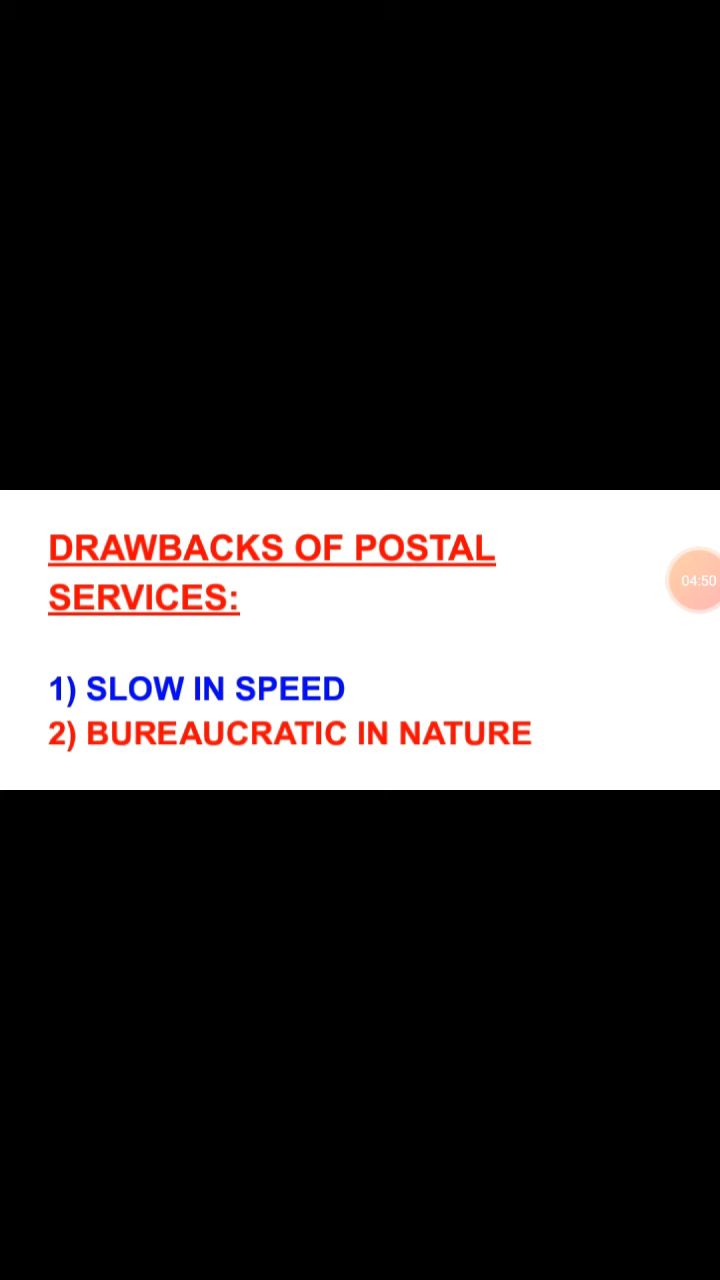 DRAWBACKS OF POSTAL
SERVICES:
04:50
1) SLOW IN SPEED
2) BUREAUCRATIC IN NATURE